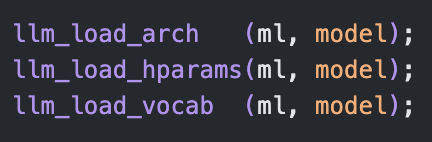 llm_load_arch   (ml, model);
llm_load_hparams(ml, model);
llm_load_vocab  (ml, model);